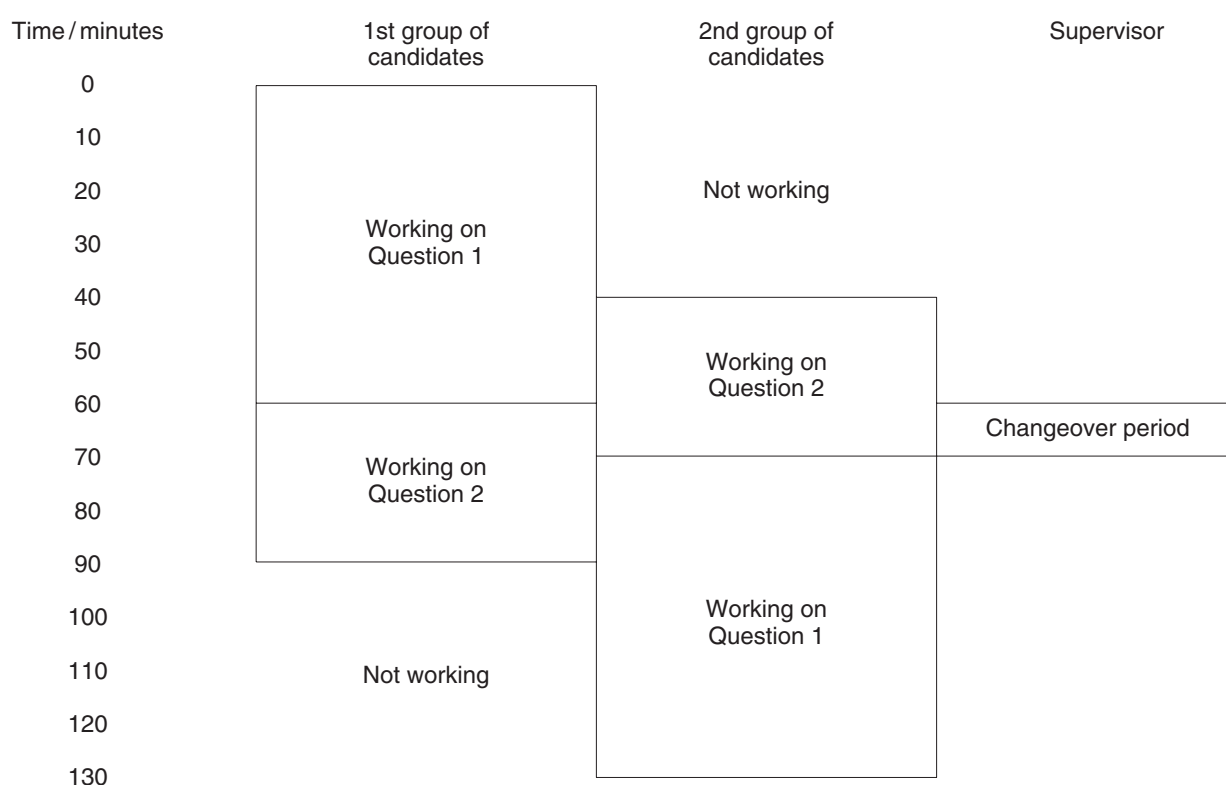 Time / minutes
1st group of
candidates
2nd group of
candidates
Supervisor
0
10
20
Not working
Working on
Question 1
30
40
50
Working on
Question 2
60
Changeover period
70
Working on
Question 2
80
90
100
Working on
Question 1
110
Not working
120
130